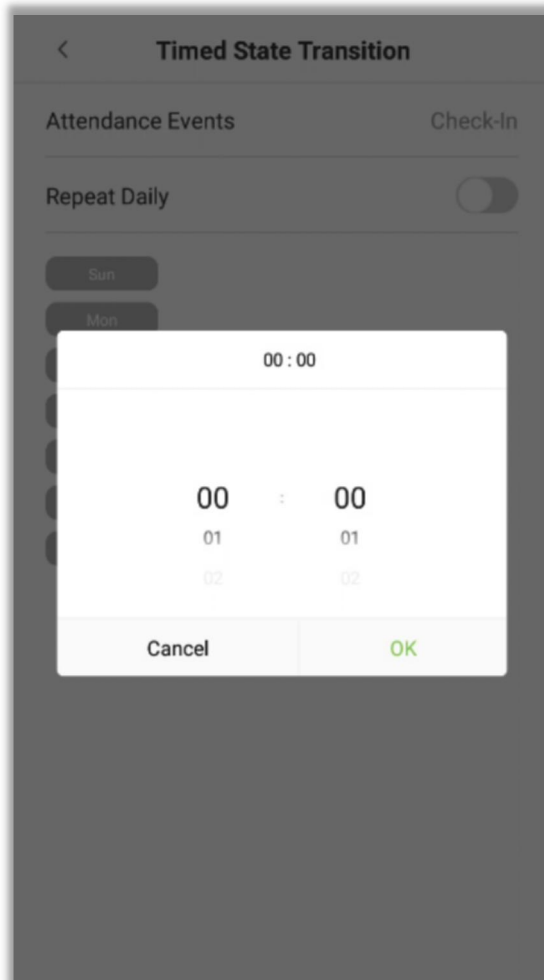 Timed State Transition
Attendance Events Check-In
Repeat Daily
Sun
Mon
00 : 00
00 : 00
01 01
02 02
Cancel OK